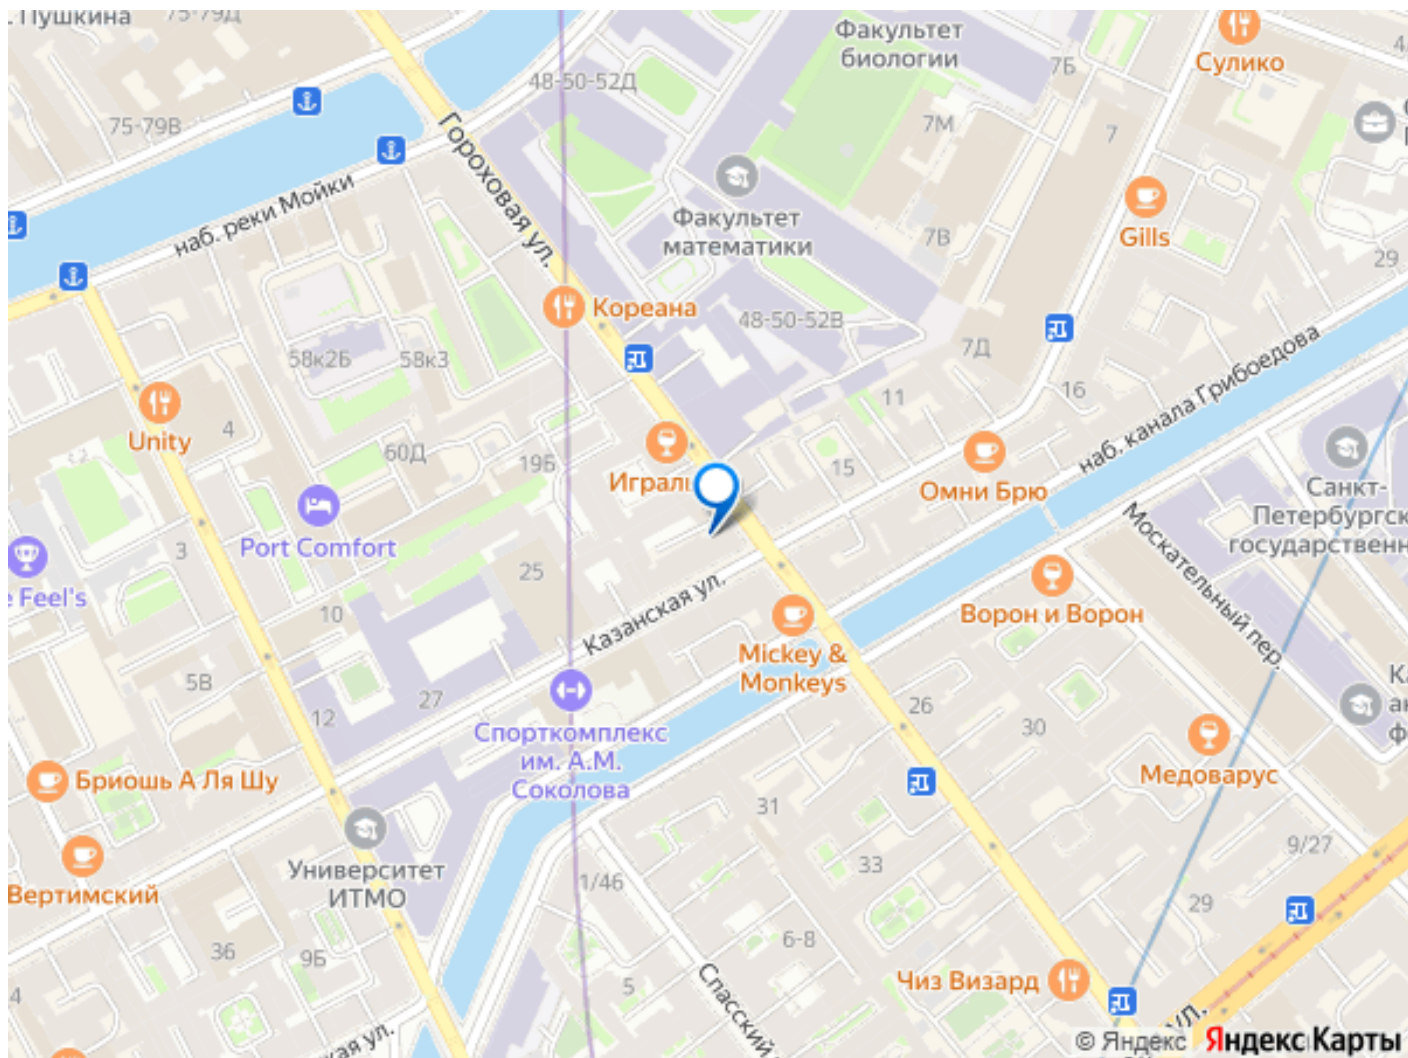 . Пушкина
75-79Д
Факультет
биологии
Сулико
48-50-52Д
7Б
75-79В
7М
7
Гороховая ул.
наб. реки Мойки
Факультет
математики
7В
Gills
29
Кореана
48-50-52В
58к2Б
58к3
7Д
наб. канала Грибоедова
16
11
Unity
4
60Д
19Б
Играль
15
Омни Брю
Санкт-
Петербургск
государственн
Port Comfort
3
25
Москательный пер.
e Feel's
10
Казанская ул.
Ворон и Ворон
Mickey &
Monkeys
5В
27
12
26
30
Спорткомплекс
им. А.М.
Соколова
Бриошь А Ля Шу
Медоварус
31
9/27
Университет
ИТМО
33
1/46
Вертимский
29
36
9Б
6-8
Чиз Визард
5
4
Спасский
ул.
© Яндекс
Яндекс Карты